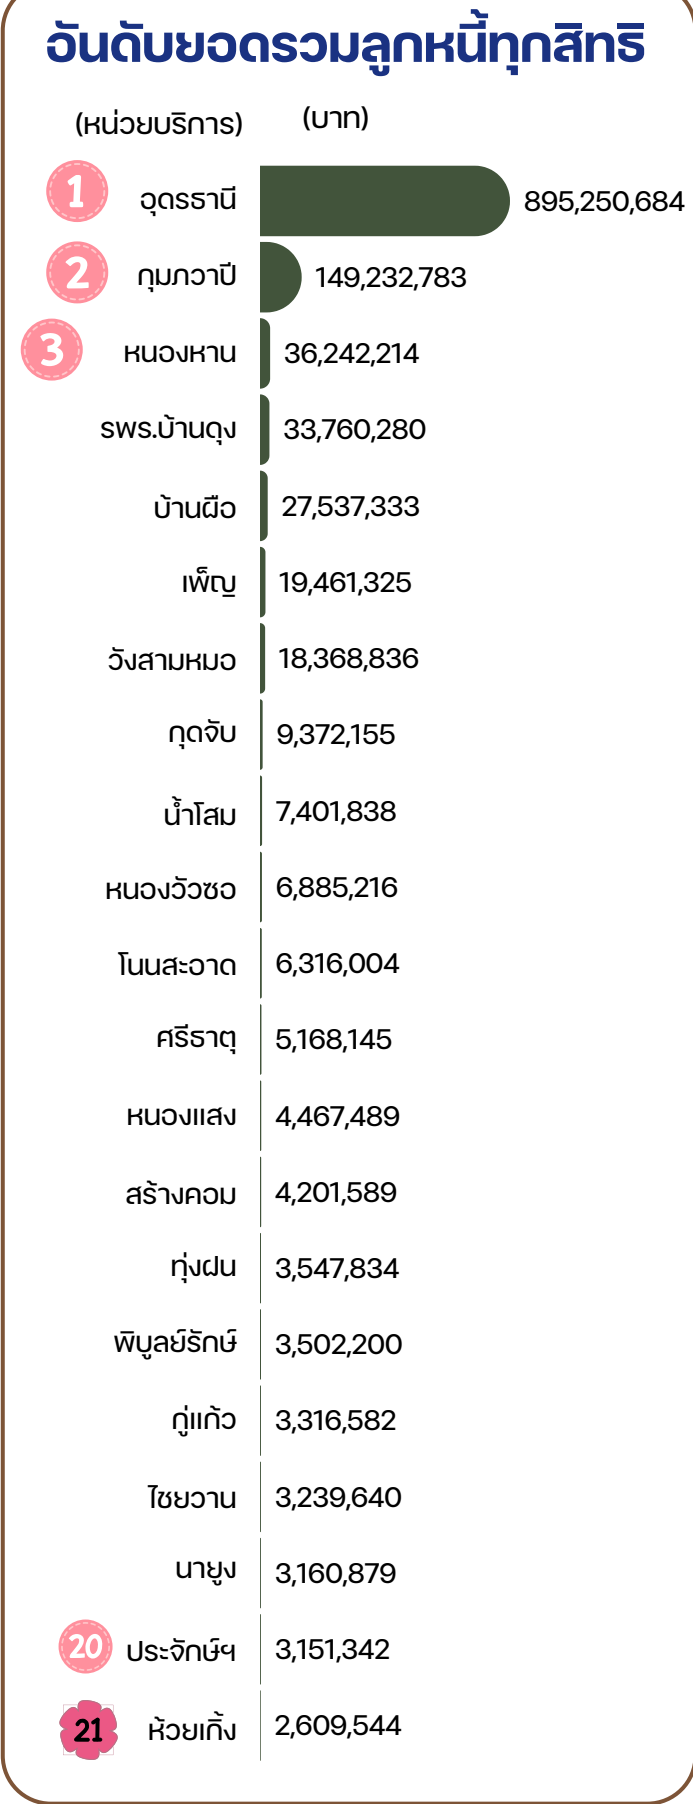 อันดับยอดรวมลูกหนี้ทุกสิทธิ
(หน่วยบริการ) (บาท)
1 อุดรธานี 895,250,684
2 กุมภวาปี 149,232,783
3 หนองหาน 36,242,214
รพร.บ้านดุง 33,760,280
บ้านผือ 27,537,333
เพ็ญ 19,461,325
วังสามหมอ 18,368,836
กุดจับ 9,372,155
น้ำโสม 7,401,838
หนองวัวซอ 6,885,216
โนนสะอาด 6,316,004
ศรีธาตุ 5,168,145
หนองแสง 4,467,489
สร้างคอม 4,201,589
ทุ่งฝน 3,547,834
พิบูลย์รักษ์ 3,502,200
กู่แก้ว 3,316,582
ไชยวาน 3,239,640
นายูง 3,160,879
20 ประจักษ์ฯ 3,151,342
21 ห้วยเกิ้ง 2,609,544